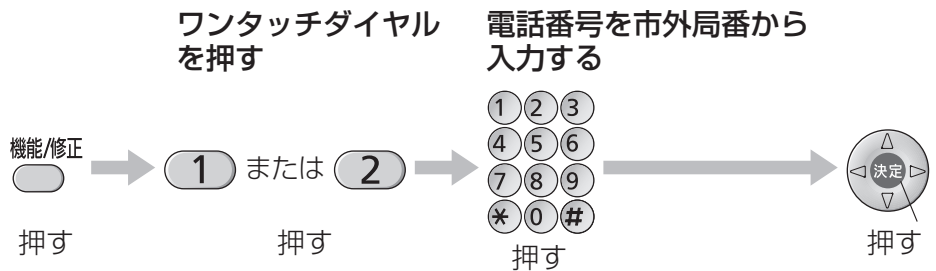 ワンタッチダイヤル
を押す
電話番号を市外局番から
入力する
機能/修正
1 または 2
1 2 3
4 5 6
7 8 9
* 0 #
決定
押す
押す
押す
押す